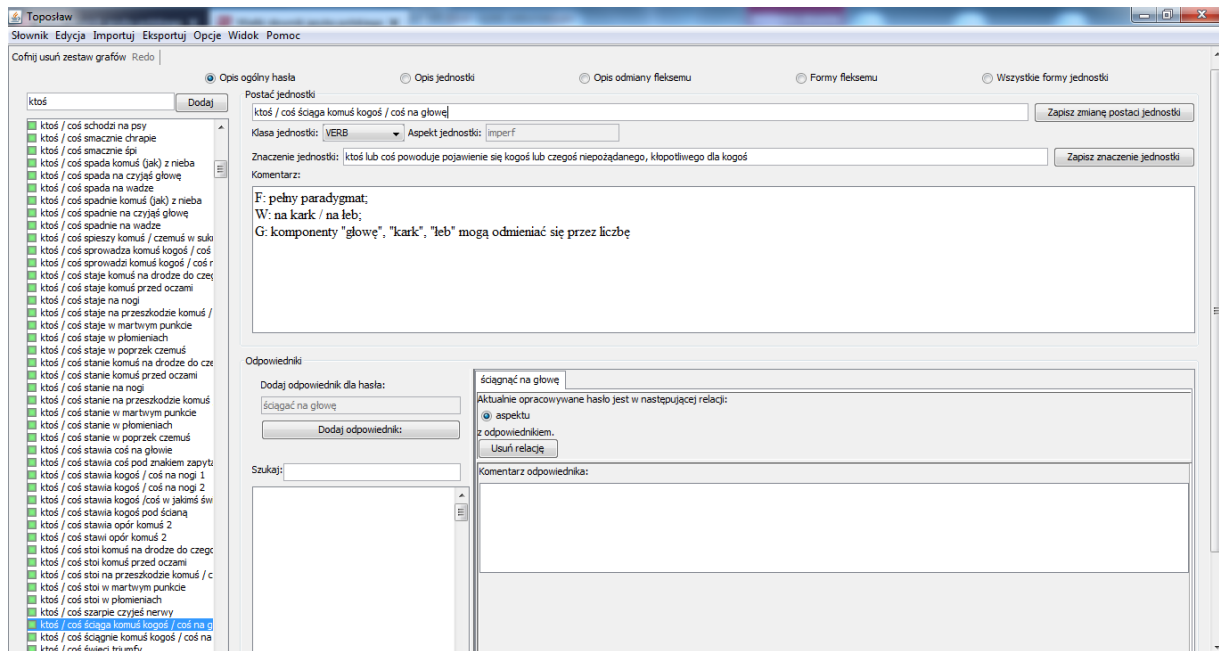 Toposław
Słownik Edycja Importuj Eksportuj Opcje Widok Pomoc
Cofnij usuń zestaw grafów Redo
Opis ogólny hasła Opis jednostki Opis odmiany fleksemu Formy fleksemu Wszystkie formy jednostki
ktoś Dodaj
ktoś / coś schodzi na psy
ktoś / coś smacznie chrapie
ktoś / coś smacznie śpi
ktoś / coś spada komuś (jak) z nieba
ktoś / coś spada na czyjąś głowę
ktoś / coś spada na wadze
ktoś / coś spadnie komuś (jak) z nieba
ktoś / coś spadnie na czyjąś głowę
ktoś / coś spadnie na wadze
ktoś / coś spieszy komuś / czemuś w suk
ktoś / coś sprowadza komuś kogoś / coś
ktoś / coś sprowadzi komuś kogoś / coś r
ktoś / coś staje komuś na drodze do czeg
ktoś / coś staje komuś przed oczami
ktoś / coś staje na nogi
ktoś / coś staje na przeszkodzie komuś /
ktoś / coś staje w martwym punkcie
ktoś / coś staje w płomieniach
ktoś / coś staje w poprzek czemuś
ktoś / coś stanie komuś na drodze do cze
ktoś / coś stanie komuś przed oczami
ktoś / coś stanie na nogi
ktoś / coś stanie na przeszkodzie komuś
ktoś / coś stanie w martwym punkcie
ktoś / coś stanie w płomieniach
ktoś / coś stanie w poprzek czemuś
ktoś / coś stawia coś na głowie
ktoś / coś stawia coś pod znakiem zapyta
ktoś / coś stawia kogoś / coś na nogi 1
ktoś / coś stawia kogoś / coś na nogi 2
ktoś / coś stawia kogoś /coś w jakimś św
ktoś / coś stawia kogoś pod ścianą
ktoś / coś stawia opór komuś 2
ktoś / coś stawi opór komuś 2
ktoś / coś stoi komuś na drodze do czego
ktoś / coś stoi komuś przed oczami
ktoś / coś stoi na przeszkodzie komuś / c
ktoś / coś stoi w martwym punkcie
ktoś / coś stoi w płomieniach
ktoś / coś szarpie czyjeś nerwy
ktoś / coś ściąga komuś kogoś / coś na g
ktoś / coś ściągnie komuś kogoś / coś na
ktoś / coś święci triumfy
Postać jednostki
ktoś / coś ściąga komuś kogoś / coś na głowę Zapisz zmianę postaci jednostki
Klasa jednostki: VERB Aspekt jednostki: imperf
Znaczenie jednostki: ktoś lub coś powoduje pojawienie się kogoś lub czegoś niepożądanego, kłopotliwego dla kogoś Zapisz znaczenie jednostki
Komentarz:
F: pełny paradygmat;
W: na kark / na łeb;
G: komponenty "głowę", "kark", "łeb" mogą odmieniać się przez liczbę
Odpowiedniki
Dodaj odpowiednik dla hasła:
ściągać na głowę
Dodaj odpowiednik:
Szukaj:
ściągnąć na głowę
Aktualnie opracowywane hasło jest w następującej relacji:
aspektu
z odpowiednikiem.
Usuń relację
Komentarz odpowiednika: